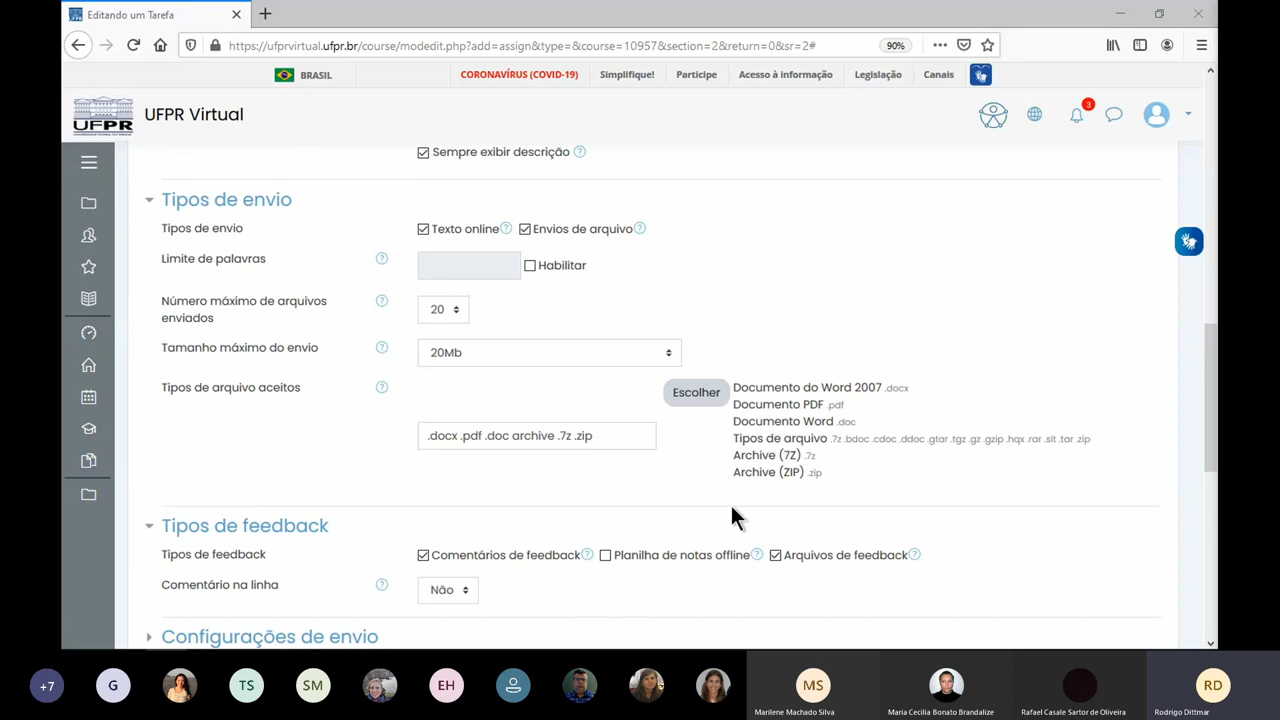 Editando um Tarefa
https://ufprvirtual.ufpr.br/course/modedit.php?add=assign&type=&course=10957&section=2&return=0&sr=2#
90%
BRASIL
CORONAVÍRUS (COVID-19)
Simplifique!
Participe
Acesso à informação
Legislação
Canais
UFPR
UFPR Virtual
3
Sempre exibir descrição
Tipos de envio
Tipos de envio
Texto online
Envios de arquivo
Limite de palavras
Habilitar
Número máximo de arquivos
enviados
20
Tamanho máximo do envio
20Mb
Tipos de arquivo aceitos
Escolher
Documento do Word 2007 .docx
Documento PDF .pdf
Documento Word .doc
.docx .pdf .doc archive .7z .zip
Tipos de arquivo .7z .bdoc .cdoc .ddoc .gtar .tgz .gz .gzip .hqx .rar .sit .tar .zip
Archive (7Z) .7z
Archive (ZIP) .zip
Tipos de feedback
Tipos de feedback
Comentários de feedback
Planilha de notas offline
Arquivos de feedback
Comentário na linha
Não
Configurações de envio
+7
G
TS
SM
EH
MS
RD
Marilene Machado Silva
Maria Cecilia Bonato Brandalize
Rafael Casale Sartor de Oliveira
Rodrigo Dittmar